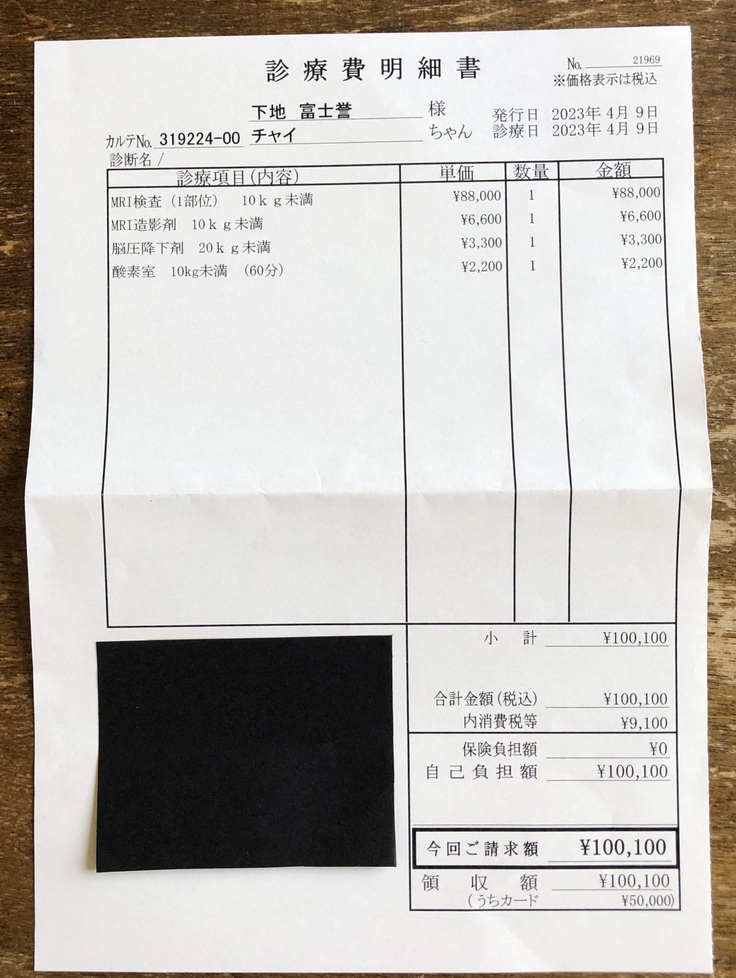 診療費明細書
No. 21969
※価格表示は税込
下地 富士誉 様
発行日 2023年 4月 9日
カルテNo. 319224-00 チャイ ちゃん
診療日 2023年 4月 9日
診断名 /
診療項目(内容) 単価 数量 金額
MRI検査 (1部位) 10kg未満 ¥88,000 1 ¥88,000
MRI造影剤 10kg未満 ¥6,600 1 ¥6,600
脳圧降下剤 20kg未満 ¥3,300 1 ¥3,300
酸素室 10kg未満 (60分) ¥2,200 1 ¥2,200
小計 ¥100,100
合計金額(税込) ¥100,100
内消費税等 ¥9,100
保険負担額 ¥0
自己負担額 ¥100,100
今回ご請求額 ¥100,100
領収額 ¥100,100
(うちカード ¥50,000)